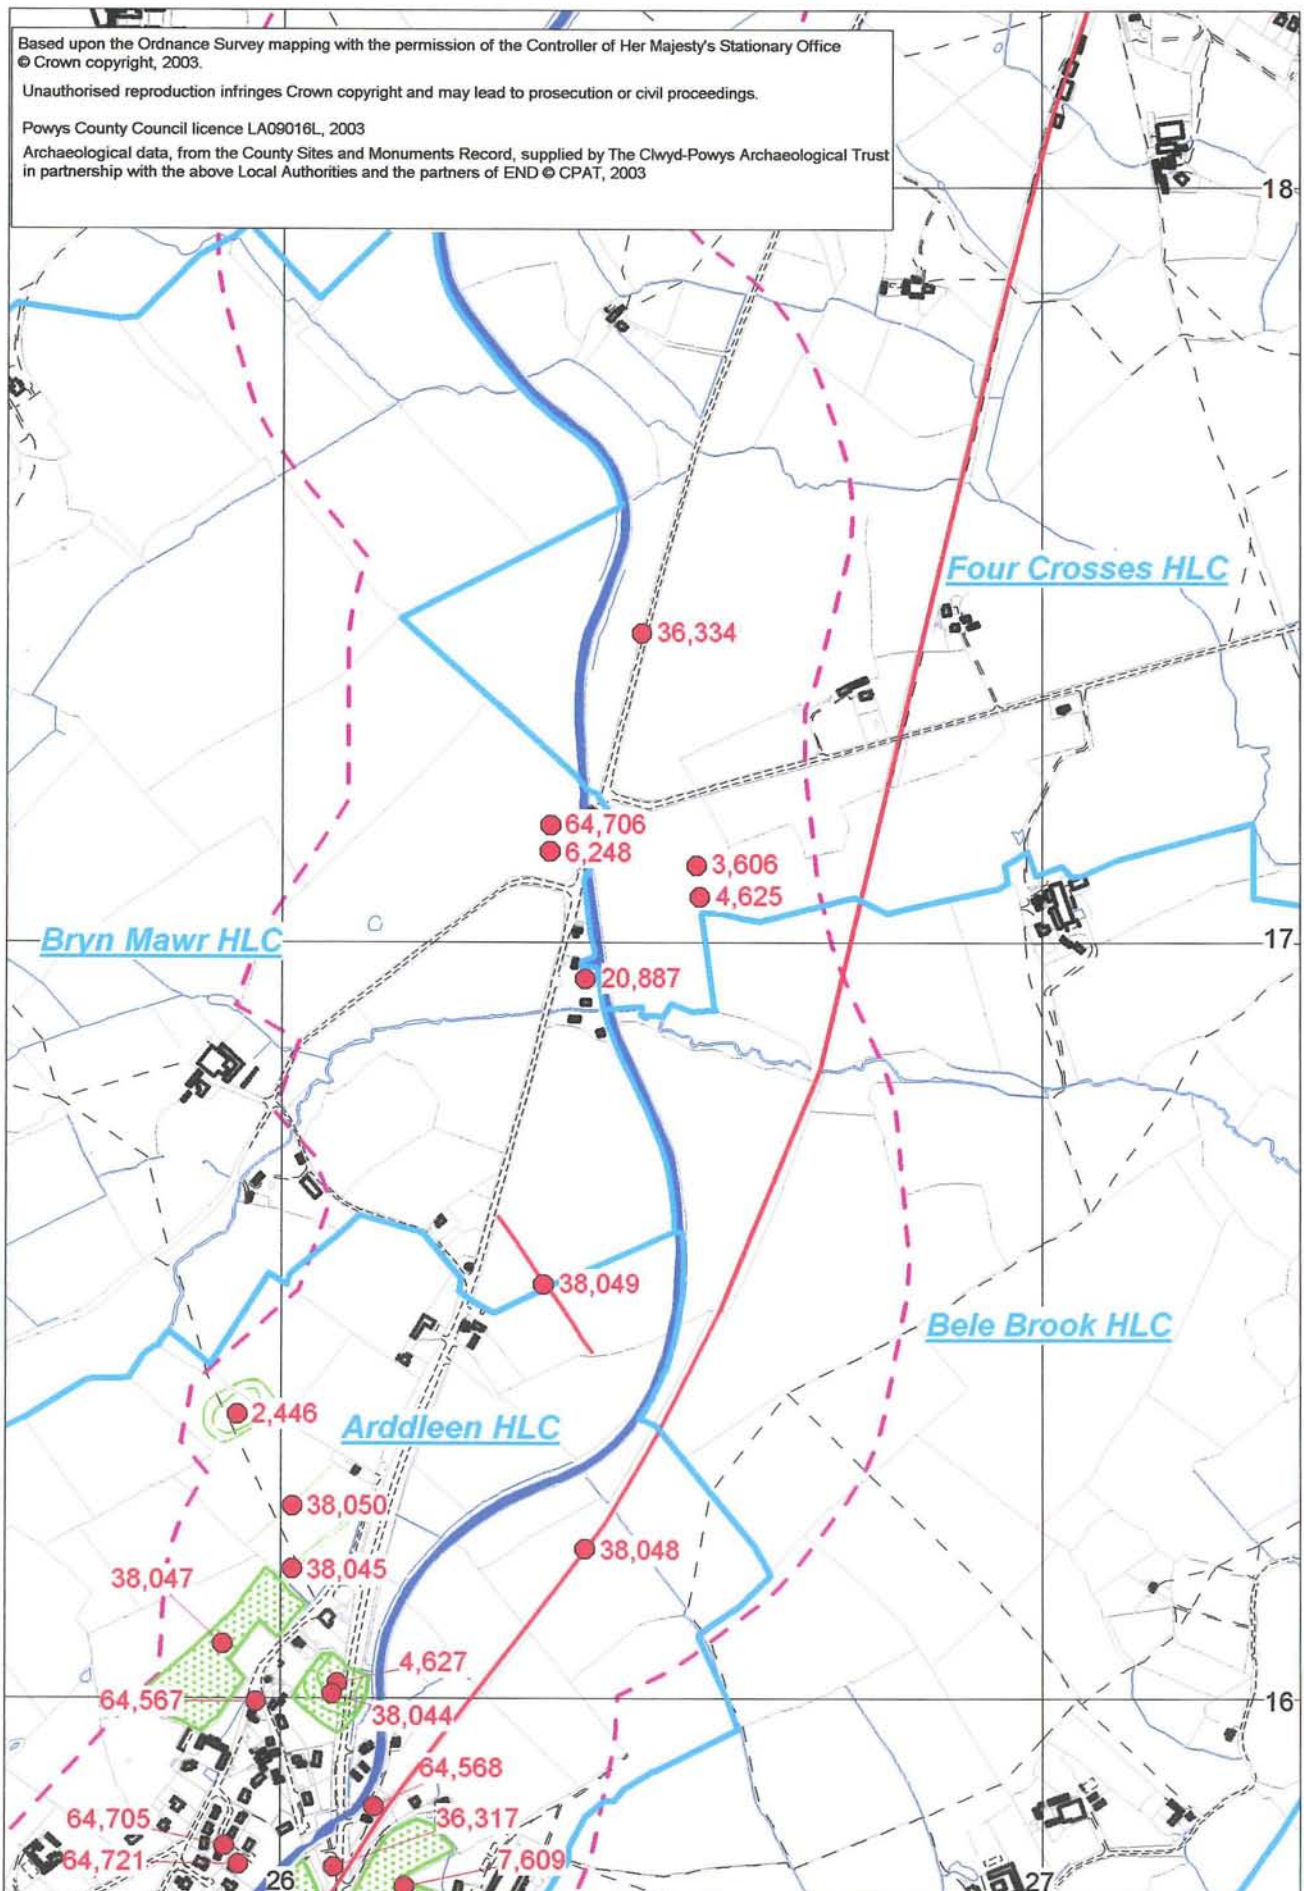 Based upon the Ordnance Survey mapping with the permission of the Controller of Her Majesty's Stationary Office
© Crown copyright, 2003.
Unauthorised reproduction infringes Crown copyright and may lead to prosecution or civil proceedings.
Powys County Council licence LA09016L, 2003
Archaeological data, from the County Sites and Monuments Record, supplied by The Clwyd-Powys Archaeological Trust
in partnership with the above Local Authorities and the partners of END © CPAT, 2003
18
Four Crosses HLC
36,334
64,706
6,248
3,606
4,625
Bryn Mawr HLC
17
20,887
38,049
Bele Brook HLC
2,446
Arddleen HLC
38,050
38,048
38,045
38,047
4,627
64,567
16
38,044
64,568
64,705
36,317
64,721
7,609
26
27